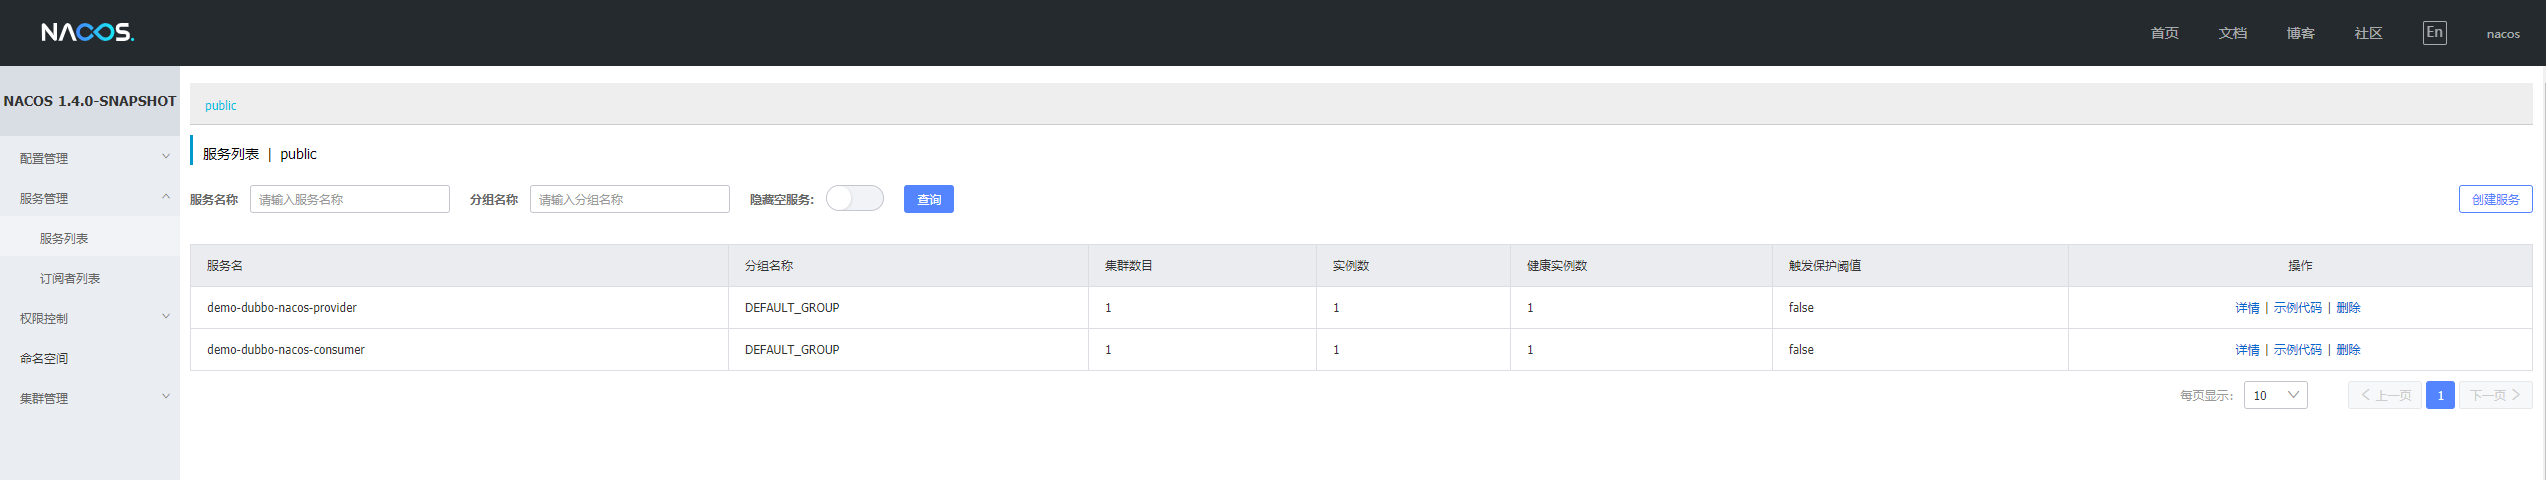 NACOS.
首页 文档 博客 社区 En nacos
NACOS 1.4.0-SNAPSHOT
配置管理
服务管理
服务列表
订阅者列表
权限控制
命名空间
集群管理
public
服务列表 | public
服务名称 请输入服务名称 分组名称 请输入分组名称 隐藏空服务: 查询 创建服务
服务名 分组名称 集群数目 实例数 健康实例数 触发保护阈值 操作
demo-dubbo-nacos-provider DEFAULT_GROUP 1 1 1 false 详情 | 示例代码 | 删除
demo-dubbo-nacos-consumer DEFAULT_GROUP 1 1 1 false 详情 | 示例代码 | 删除
每页显示: 10 上一页 1 下一页